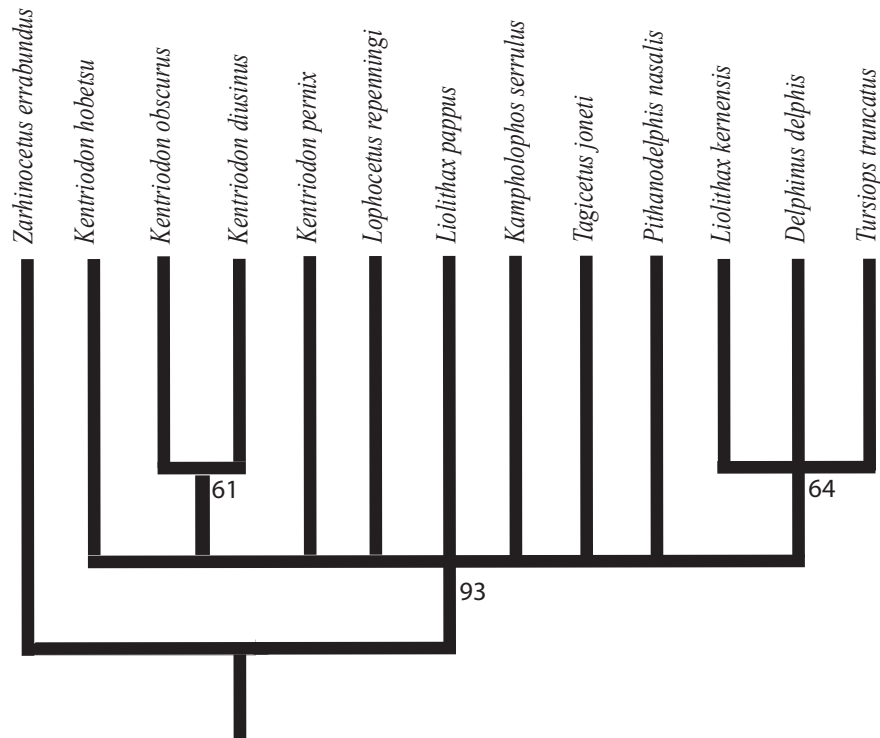 Zarhinocetus errabundus
Kentriodon hobetsu
Kentriodon obscurus
Kentriodon diusinus
Kentriodon pernix
Lophocetus repenningi
Liolithax pappus
Kampholophos serrulus
Tagicetus joneti
Pithanodelphis nasalis
Liolithax kernensis
Delphinus delphis
Tursiops truncatus
61
64
93